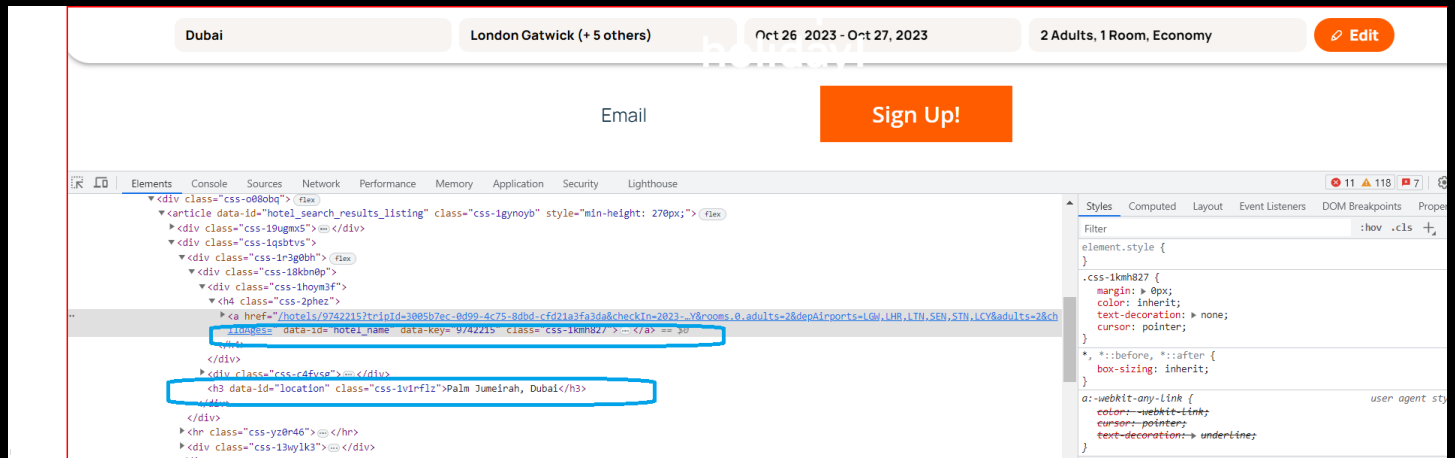 Dubai
London Gatwick (+ 5 others)
Oct 26, 2023 - Oct 27, 2023
2 Adults, 1 Room, Economy
Edit
holiday!
Email
Sign Up!
Elements Console Sources Network Performance Memory Application Security Lighthouse
11 118 7
<div class="css-o08obq"> flex
<article data-id="hotel_search_results_listing" class="css-1gynoyb" style="min-height: 270px;"> flex
<div class="css-19ugmx5">…</div>
<div class="css-1qsbtvs">
<div class="css-1r3g0bh"> flex
<div class="css-18kbn0p">
<div class="css-1hoym3f">
<h4 class="css-2phez">
<a href="/hotels/9742215?tripId=3005b7ec-0d99-4c75-8dbd-cfd21a3fa3da&checkIn=2023-…Y&rooms.0.adults=2&depAirports=LGW,LHR,LTN,SEN,STN,LCY&adults=2&ch
ildAges=" data-id="hotel_name" data-key="9742215" class="css-1kmh827">…</a> == $0
</h4>
</div>
<div class="css-c4fysg">…</div>
<h3 data-id="location" class="css-1v1rflz">Palm Jumeirah, Dubai</h3>
</div>
</div>
<hr class="css-yz0r46">…</hr>
<div class="css-13wylk3">…</div>
Styles Computed Layout Event Listeners DOM Breakpoints Proper
Filter :hov .cls
element.style {
}
.css-1kmh827 {
margin: 0px;
color: inherit;
text-decoration: none;
cursor: pointer;
}
*, *::before, *::after {
box-sizing: inherit;
}
a:-webkit-any-link { user agent sty
color: -webkit-link;
cursor: pointer;
text-decoration: underline;
}